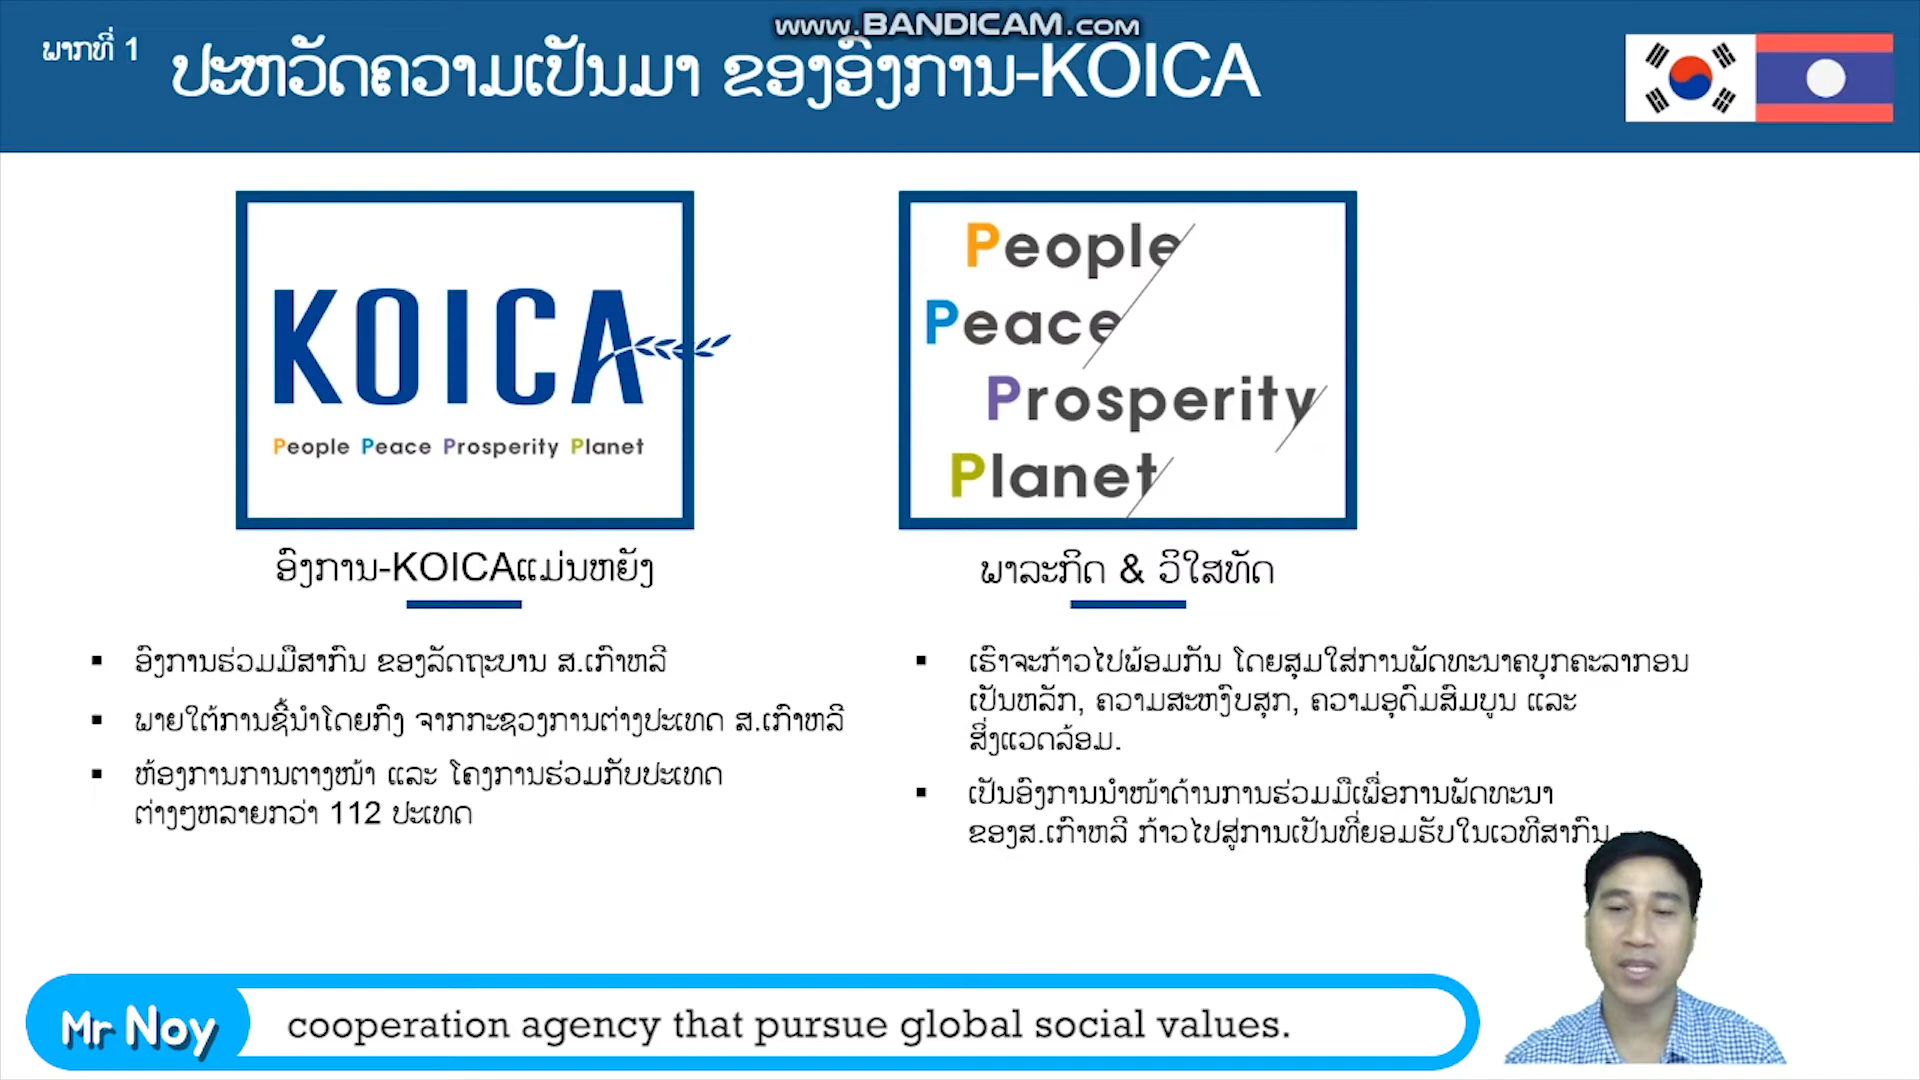 www.BANDICAM.com
ພາກທີ່ 1
ປະຫວັດຄວາມເປັນມາ ຂອງອົງການ-KOICA
KOICA
People Peace Prosperity Planet
People
Peace
Prosperity
Planet
ອົງການ-KOICAແມ່ນຫຍັງ
▪ ອົງການຮ່ວມມືສາກົນ ຂອງລັດຖະບານ ສ.ເກົາຫລີ
▪ ພາຍໃຕ້ການຊີ້ນຳໂດຍກົງ ຈາກກະຊວງການຕ່າງປະເທດ ສ.ເກົາຫລີ
▪ ຫ້ອງການການຕາງໜ້າ ແລະ ໂຄງການຮ່ວມກັບປະເທດ
ຕ່າງໆຫລາຍກວ່າ 112 ປະເທດ
ພາລະກິດ & ວິໃສທັດ
▪ ເຮົາຈະກ້າວໄປພ້ອມກັນ ໂດຍສຸມໃສ່ການພັດທະນາຄບຸກຄະລາກອນ
ເປັນຫລັກ, ຄວາມສະຫງົບສຸກ, ຄວາມອຸດົມສົມບູນ ແລະ
ສິ່ງແວດລ້ອມ.
▪ ເປັນອົງການນຳໜ້າດ້ານການຮ່ວມມືເພື່ອການພັດທະນາ
ຂອງສ.ເກົາຫລີ ກ້າວໄປສູ່ການເປັນທີ່ຍອມຮັບໃນເວທີສາກົນ
Mr Noy
cooperation agency that pursue global social values.